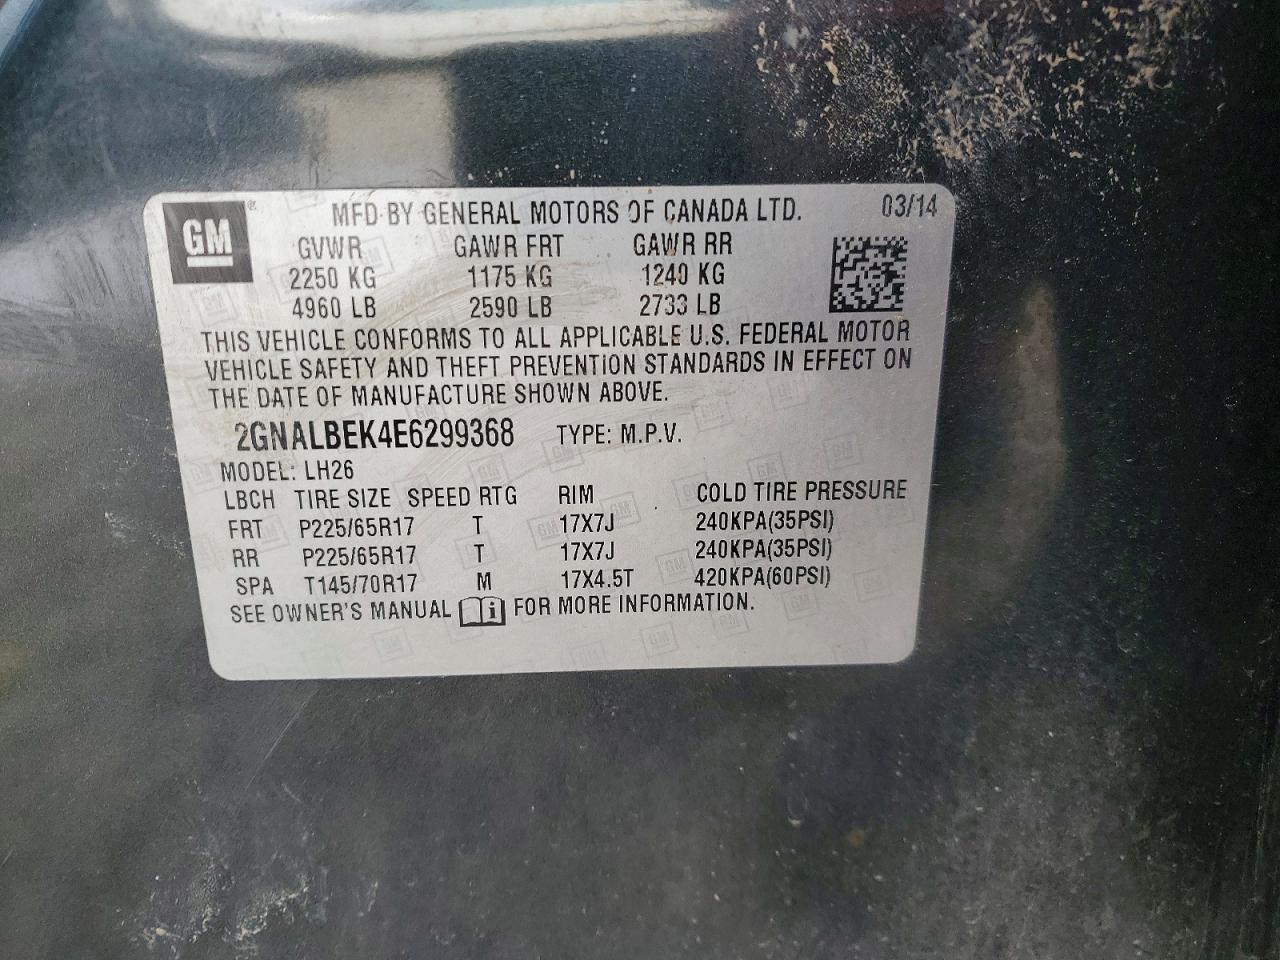 GM®
MFD BY GENERAL MOTORS OF CANADA LTD. 03/14
GVWR GAWR FRT GAWR RR
2250 KG 1175 KG 1240 KG
4960 LB 2590 LB 2733 LB
THIS VEHICLE CONFORMS TO ALL APPLICABLE U.S. FEDERAL MOTOR
VEHICLE SAFETY AND THEFT PREVENTION STANDARDS IN EFFECT ON
THE DATE OF MANUFACTURE SHOWN ABOVE.
2GNALBEK4E6299368 TYPE: M.P.V.
MODEL: LH26
LBCH TIRE SIZE SPEED RTG RIM COLD TIRE PRESSURE
FRT P225/65R17 T 17X7J 240KPA(35PSI)
RR P225/65R17 T 17X7J 240KPA(35PSI)
SPA T145/70R17 M 17X4.5T 420KPA(60PSI)
SEE OWNER'S MANUAL i FOR MORE INFORMATION.